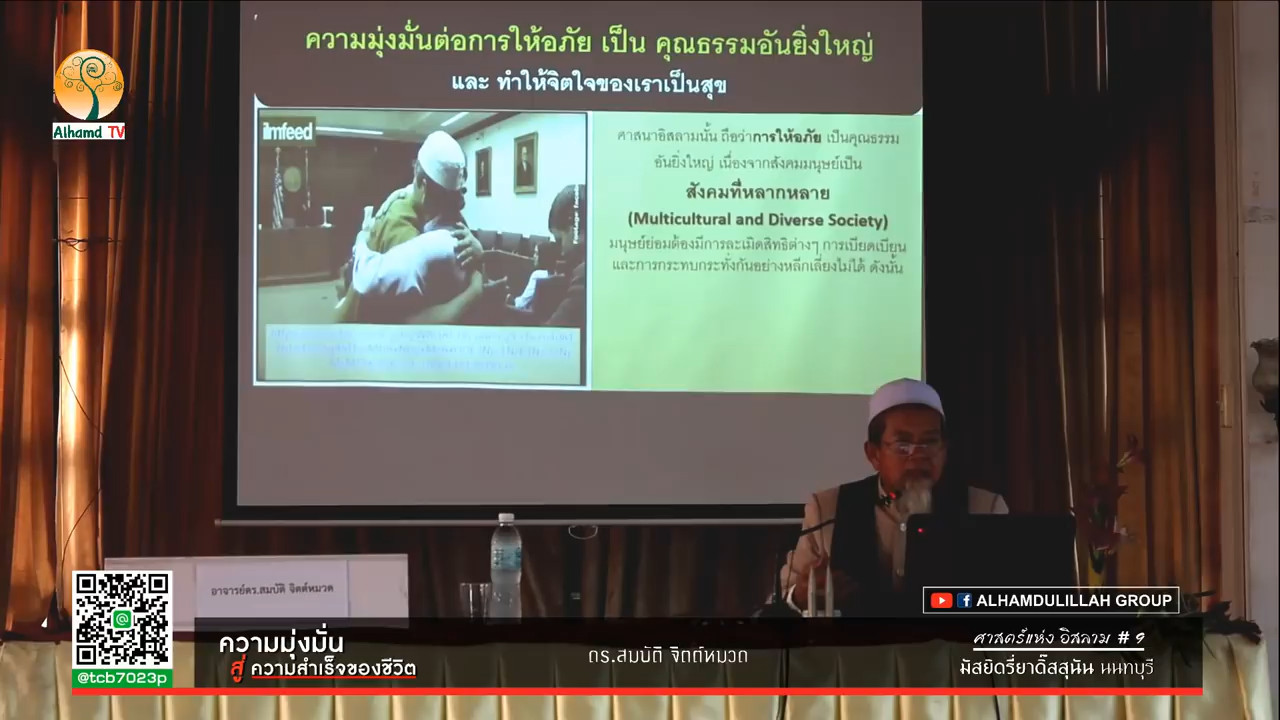 ความมุ่งมั่นต่อการให้อภัย เป็น คุณธรรมอันยิ่งใหญ่
และ ทำให้จิตใจของเราเป็นสุข
Alhamd TV
ilmfeed
ศาสนาอิสลามนั้น ถือว่าการให้อภัย เป็นคุณธรรม
อันยิ่งใหญ่ เนื่องจากสังคมมนุษย์เป็น
สังคมที่หลากหลาย
(Multicultural and Diverse Society)
มนุษย์ย่อมต้องมีการละเมิดสิทธิต่างๆ การเบียดเบียน
และการกระทบกระทั่งกันอย่างหลีกเลี่ยงไม่ได้ ดังนั้น
อาจารย์ดร.สมบัติ จิตต์หมวด
ALHAMDULILLAH GROUP
ความมุ่งมั่น
สู่ ความสำเร็จของชีวิต
ดร.สมบัติ จิตต์หมวด
ศาสตร์แห่ง อิสลาม # 9
มัสยิดรี่ยาดิ๊สสุนัน นนทบุรี
@tcb7023p